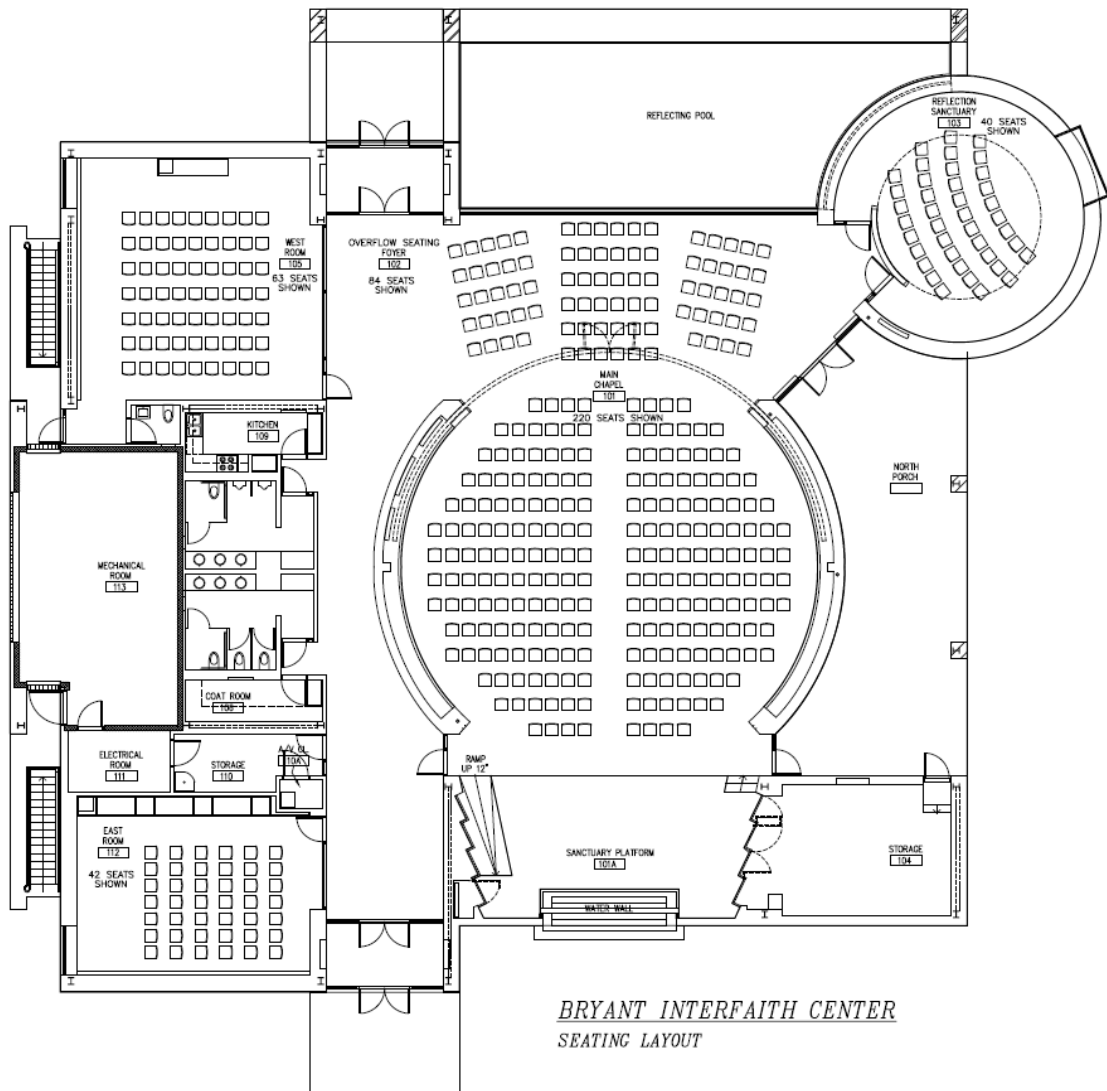 REFLECTING POOL
REFLECTION
SANCTUARY
103
40 SEATS
SHOWN
WEST
ROOM
105
63 SEATS
SHOWN
OVERFLOW SEATING
FOYER
102
84 SEATS
SHOWN
MAIN
CHAPEL
101
220 SEATS SHOWN
KITCHEN
109
NORTH
PORCH
MECHANICAL
ROOM
113
COAT ROOM
108
ELECTRICAL
ROOM
111
STORAGE
110
A/V CL.
110A
RAMP
UP 12"
EAST
ROOM
112
42 SEATS
SHOWN
SANCTUARY PLATFORM
101A
STORAGE
104
WATER WALL
BRYANT INTERFAITH CENTER
SEATING LAYOUT